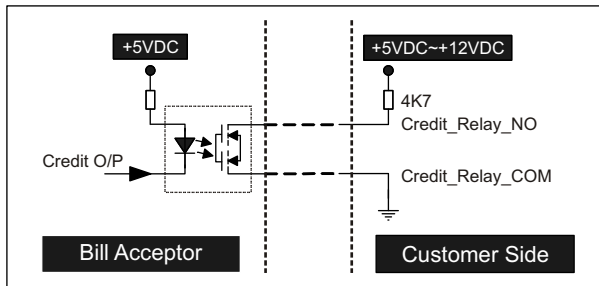 +5VDC
+5VDC~+12VDC
4K7
Credit_Relay_NO
Credit O/P
Credit_Relay_COM
Bill Acceptor
Customer Side